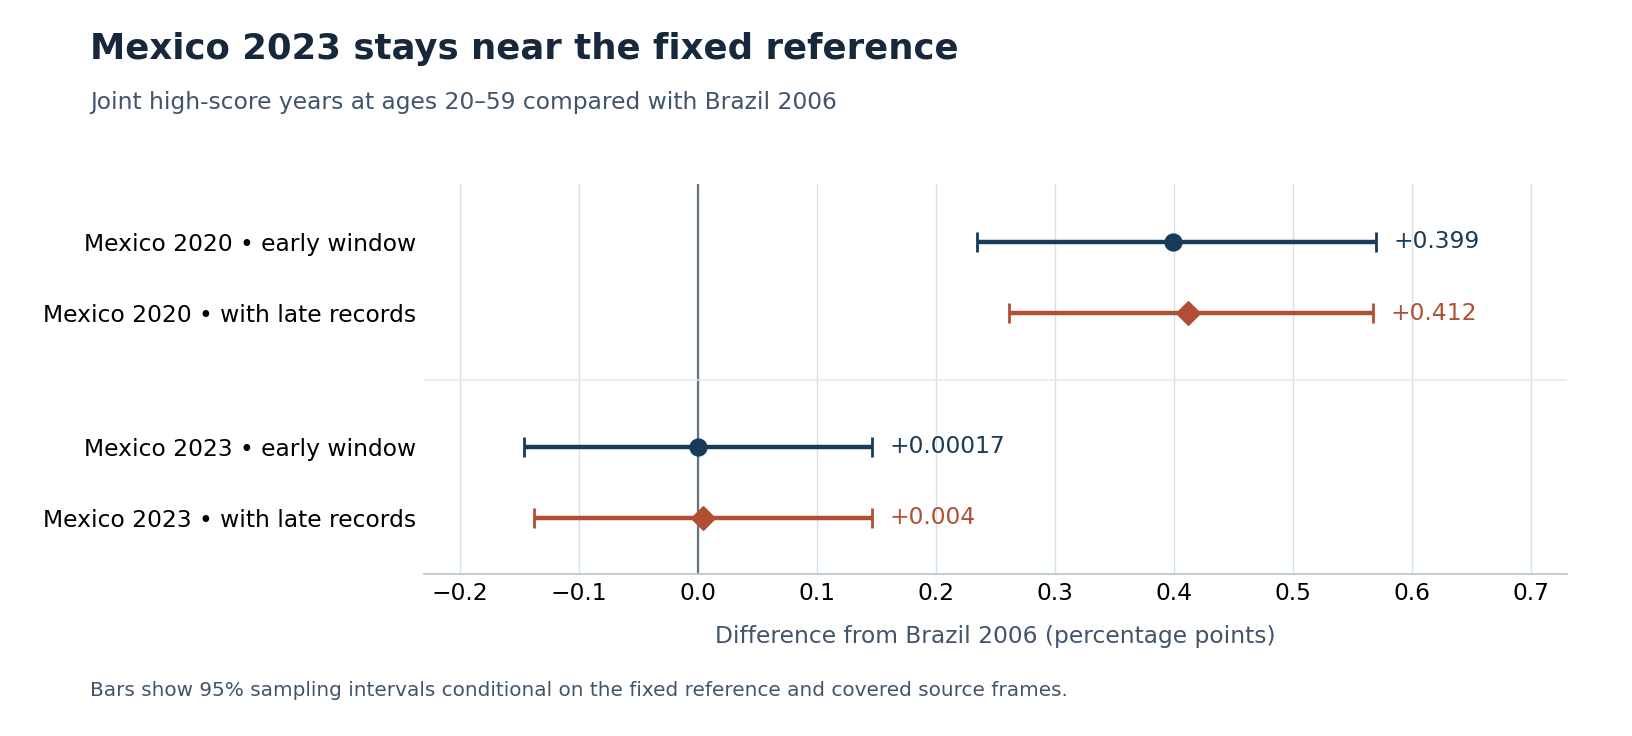 Mexico 2023 stays near the fixed reference
Joint high-score years at ages 20–59 compared with Brazil 2006
Mexico 2020 • early window
+0.399
Mexico 2020 • with late records
+0.412
Mexico 2023 • early window
+0.00017
Mexico 2023 • with late records
+0.004
−0.2 −0.1 0.0 0.1 0.2 0.3 0.4 0.5 0.6 0.7
Difference from Brazil 2006 (percentage points)
Bars show 95% sampling intervals conditional on the fixed reference and covered source frames.